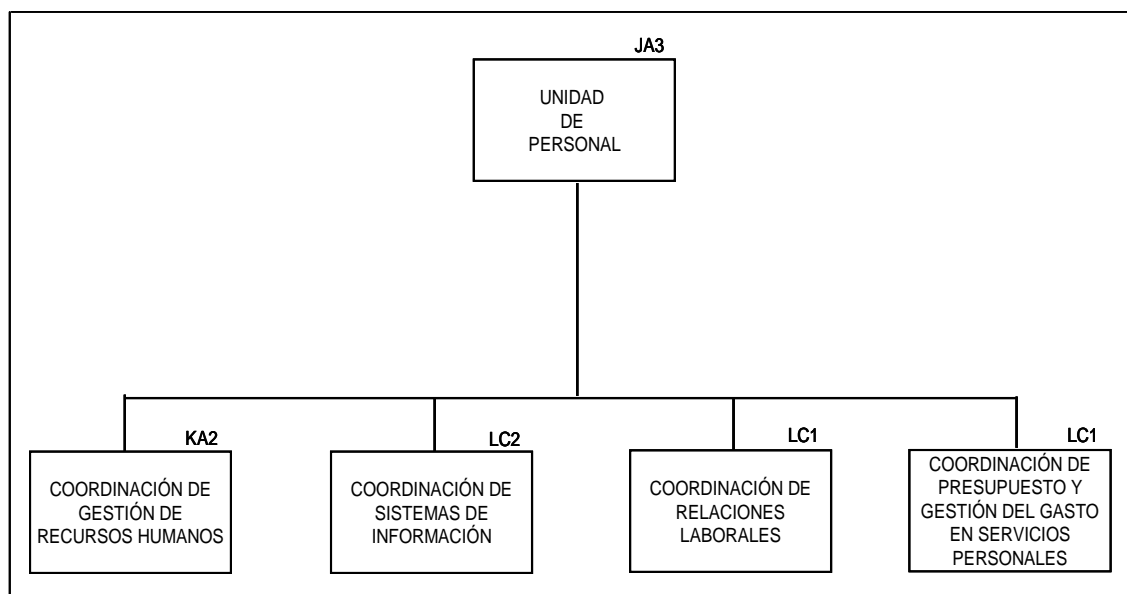 JA3
UNIDAD
DE
PERSONAL
KA2
COORDINACIÓN DE
GESTIÓN DE
RECURSOS HUMANOS
LC2
COORDINACIÓN DE
SISTEMAS DE
INFORMACIÓN
LC1
COORDINACIÓN DE
RELACIONES
LABORALES
LC1
COORDINACIÓN DE
PRESUPUESTO Y
GESTIÓN DEL GASTO
EN SERVICIOS
PERSONALES